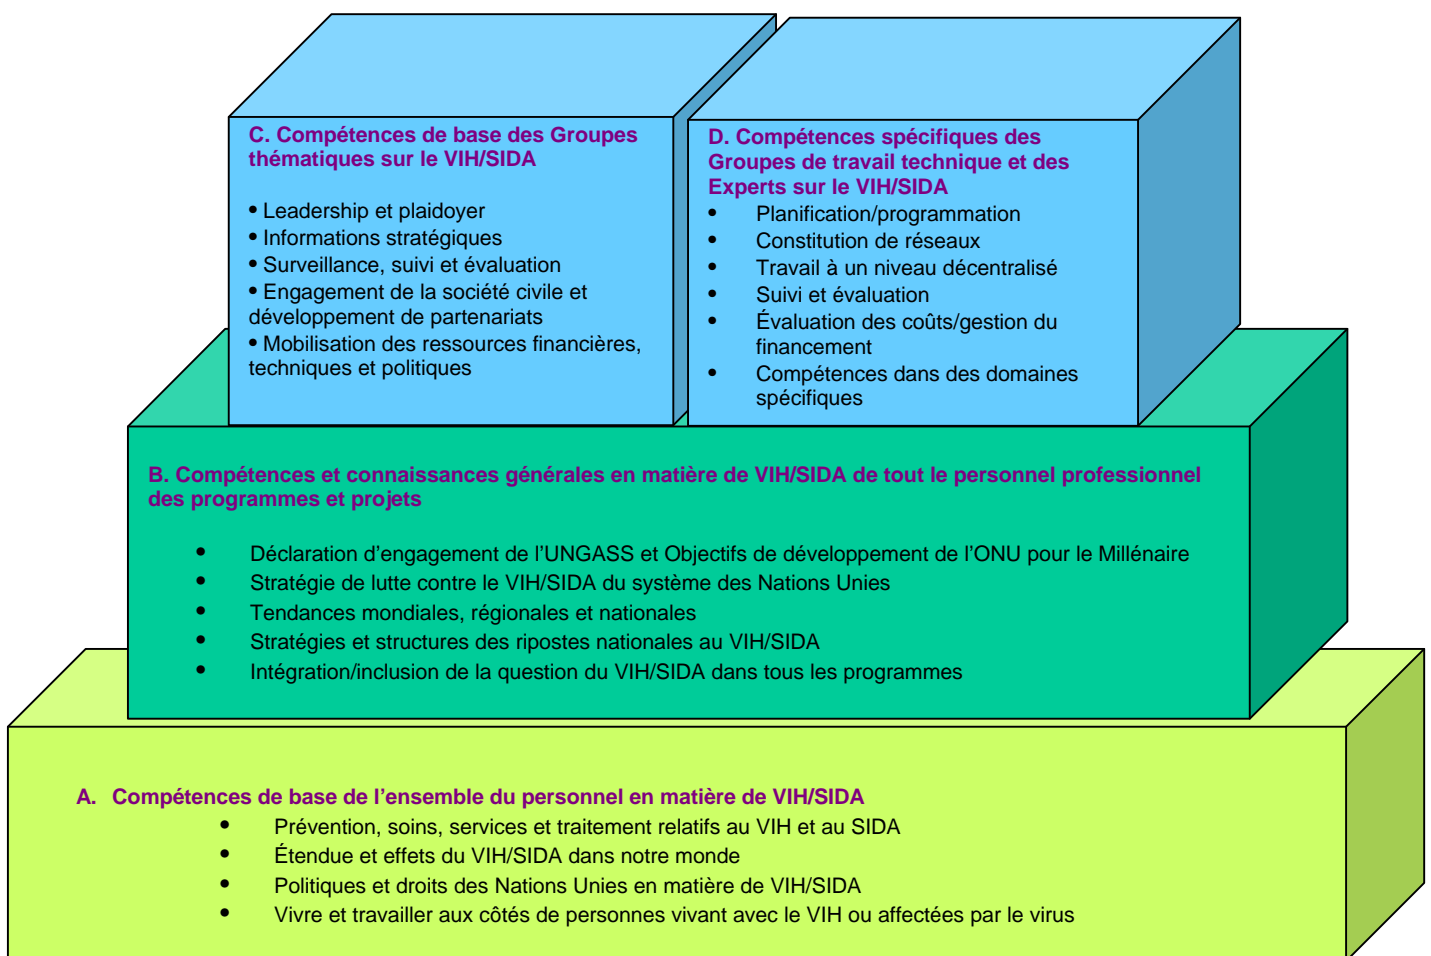 C. Compétences de base des Groupes
thématiques sur le VIH/SIDA
• Leadership et plaidoyer
• Informations stratégiques
• Surveillance, suivi et évaluation
• Engagement de la société civile et
développement de partenariats
• Mobilisation des ressources financières,
techniques et politiques
D. Compétences spécifiques des
Groupes de travail technique et des
Experts sur le VIH/SIDA
• Planification/programmation
• Constitution de réseaux
• Travail à un niveau décentralisé
• Suivi et évaluation
• Évaluation des coûts/gestion du
financement
• Compétences dans des domaines
spécifiques
B. Compétences et connaissances générales en matière de VIH/SIDA de tout le personnel professionnel
des programmes et projets
• Déclaration d’engagement de l’UNGASS et Objectifs de développement de l’ONU pour le Millénaire
• Stratégie de lutte contre le VIH/SIDA du système des Nations Unies
• Tendances mondiales, régionales et nationales
• Stratégies et structures des ripostes nationales au VIH/SIDA
• Intégration/inclusion de la question du VIH/SIDA dans tous les programmes
A. Compétences de base de l’ensemble du personnel en matière de VIH/SIDA
• Prévention, soins, services et traitement relatifs au VIH et au SIDA
• Étendue et effets du VIH/SIDA dans notre monde
• Politiques et droits des Nations Unies en matière de VIH/SIDA
• Vivre et travailler aux côtés de personnes vivant avec le VIH ou affectées par le virus